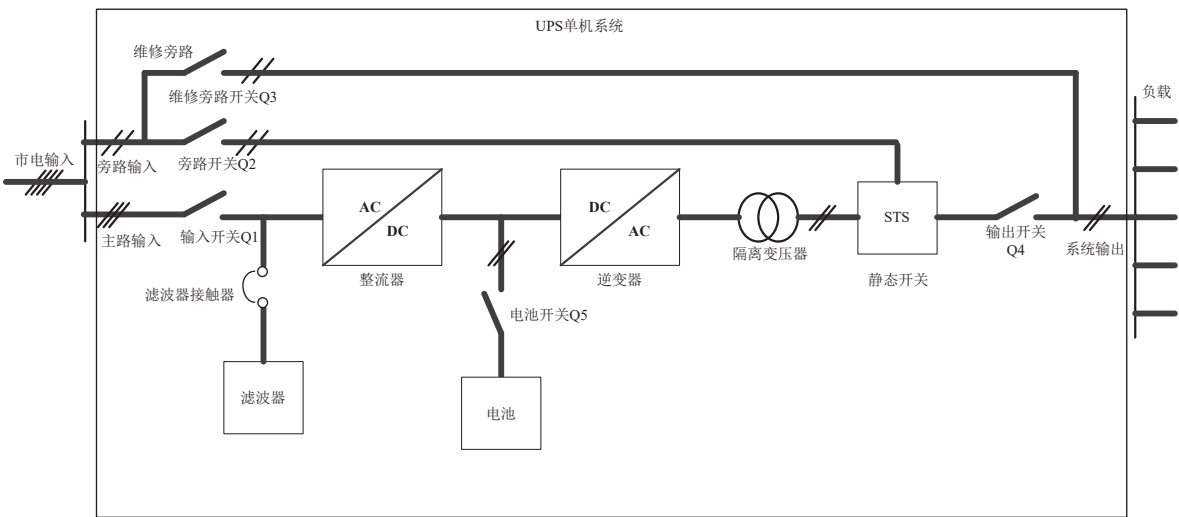 UPS单机系统
维修旁路
维修旁路开关Q3
负载
市电输入
旁路输入
旁路开关Q2
主路输入
输入开关Q1
AC
DC
整流器
DC
AC
逆变器
隔离变压器
STS
静态开关
输出开关
Q4
系统输出
滤波器接触器
电池开关Q5
滤波器
电池